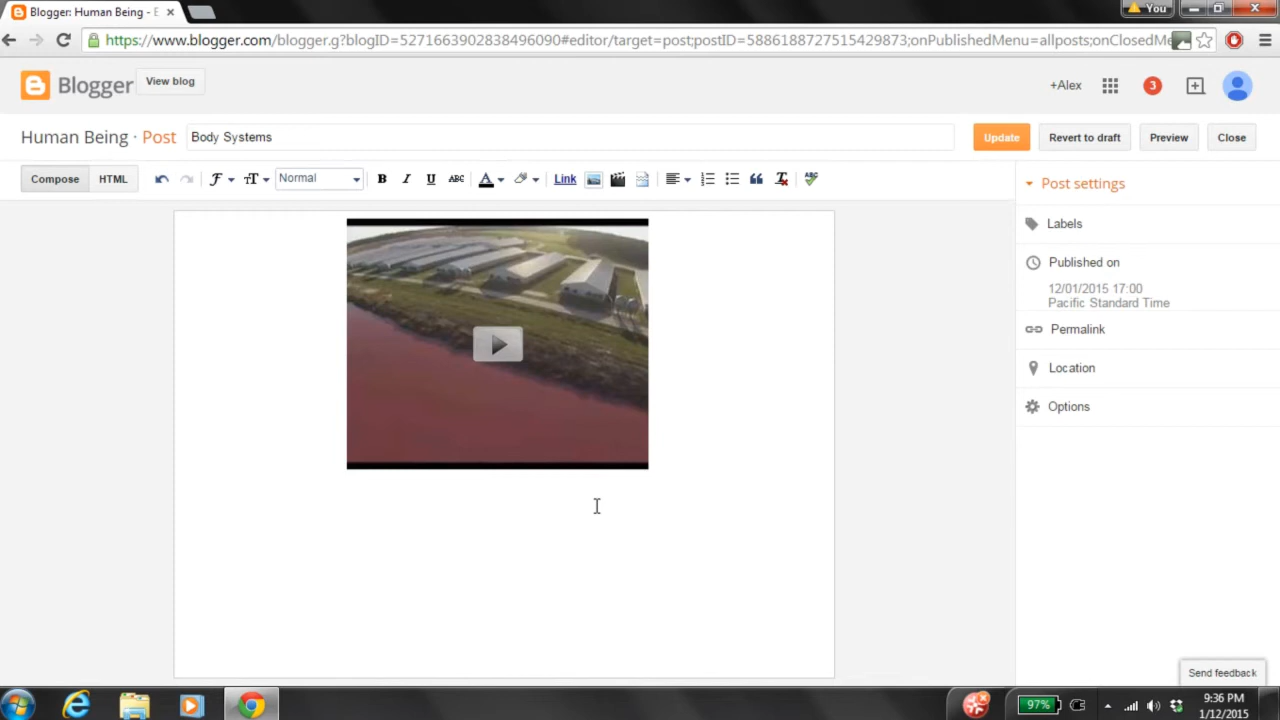 Blogger: Human Being - E
You
https://www.blogger.com/blogger.g?blogID=5271663902838496090#editor/target=post;postID=5886188727515429873;onPublishedMenu=allposts;onClosedMe
Blogger
View blog
+Alex
3
Human Being · Post
Body Systems
Update
Revert to draft
Preview
Close
Compose
HTML
Normal
B
I
U
ABC
A
Link
ABC
Post settings
Labels
Published on
12/01/2015 17:00
Pacific Standard Time
Permalink
Location
Options
Send feedback
97%
9:36 PM
1/12/2015